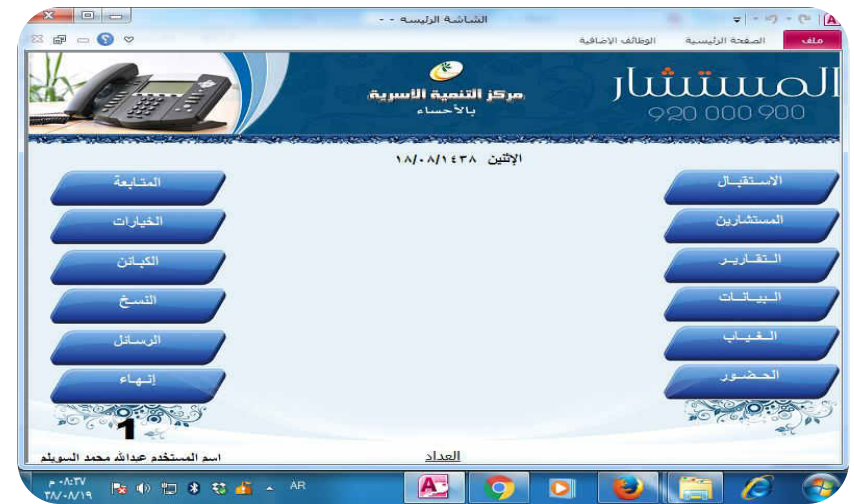 الشاشة الرئيسه - -
ملف الصفحة الرئيسية الوظائف الإضافية
المستشار
920 000 900
مركز التنمية الأسرية
بالأحساء
الإثنين ١٨/٠٨/١٤٣٨
الاستقبال
المستشارين
التقارير
البيانات
الغياب
الحضور
المتابعة
الخيارات
الكبائن
النسخ
الرسائل
إنهاء
1
العداد
اسم المستخدم عبدالله محمد السويلم
AR
٠٨:٣٧ م
٣٨/٠٨/١٩